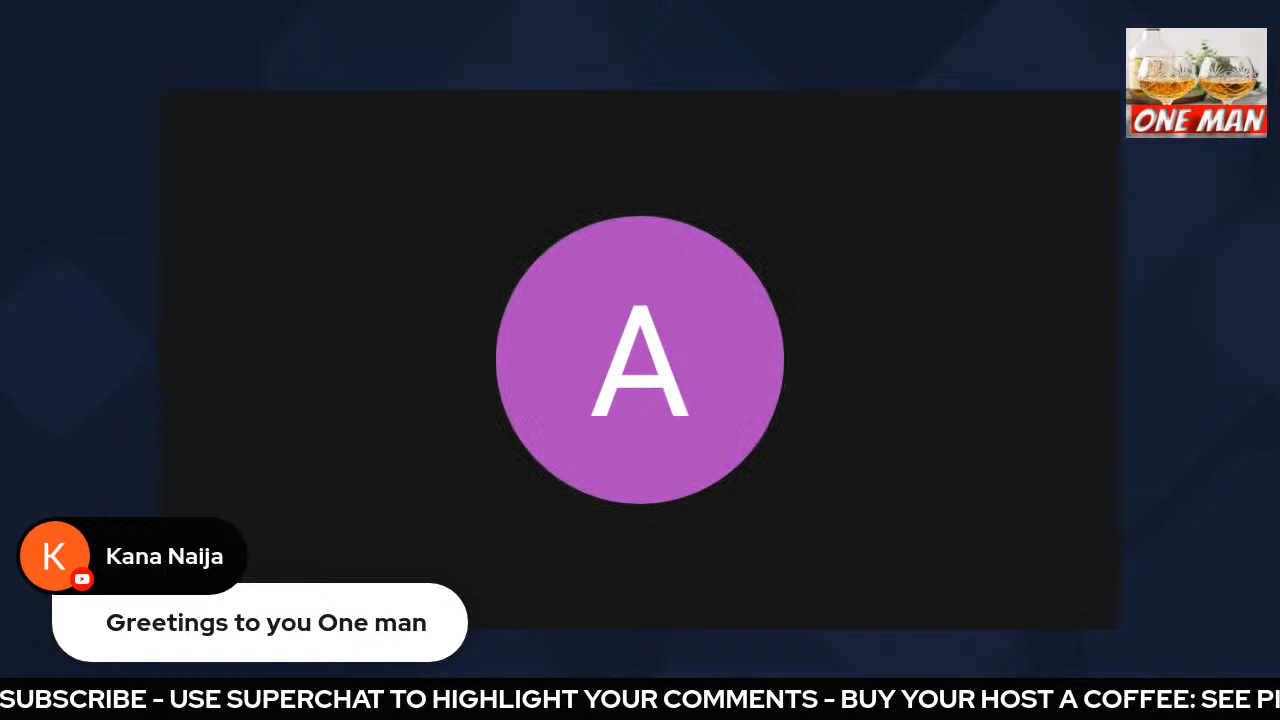 ONE MAN
A
K
Kana Naija
Greetings to you One man
SUBSCRIBE - USE SUPERCHAT TO HIGHLIGHT YOUR COMMENTS - BUY YOUR HOST A COFFEE: SEE